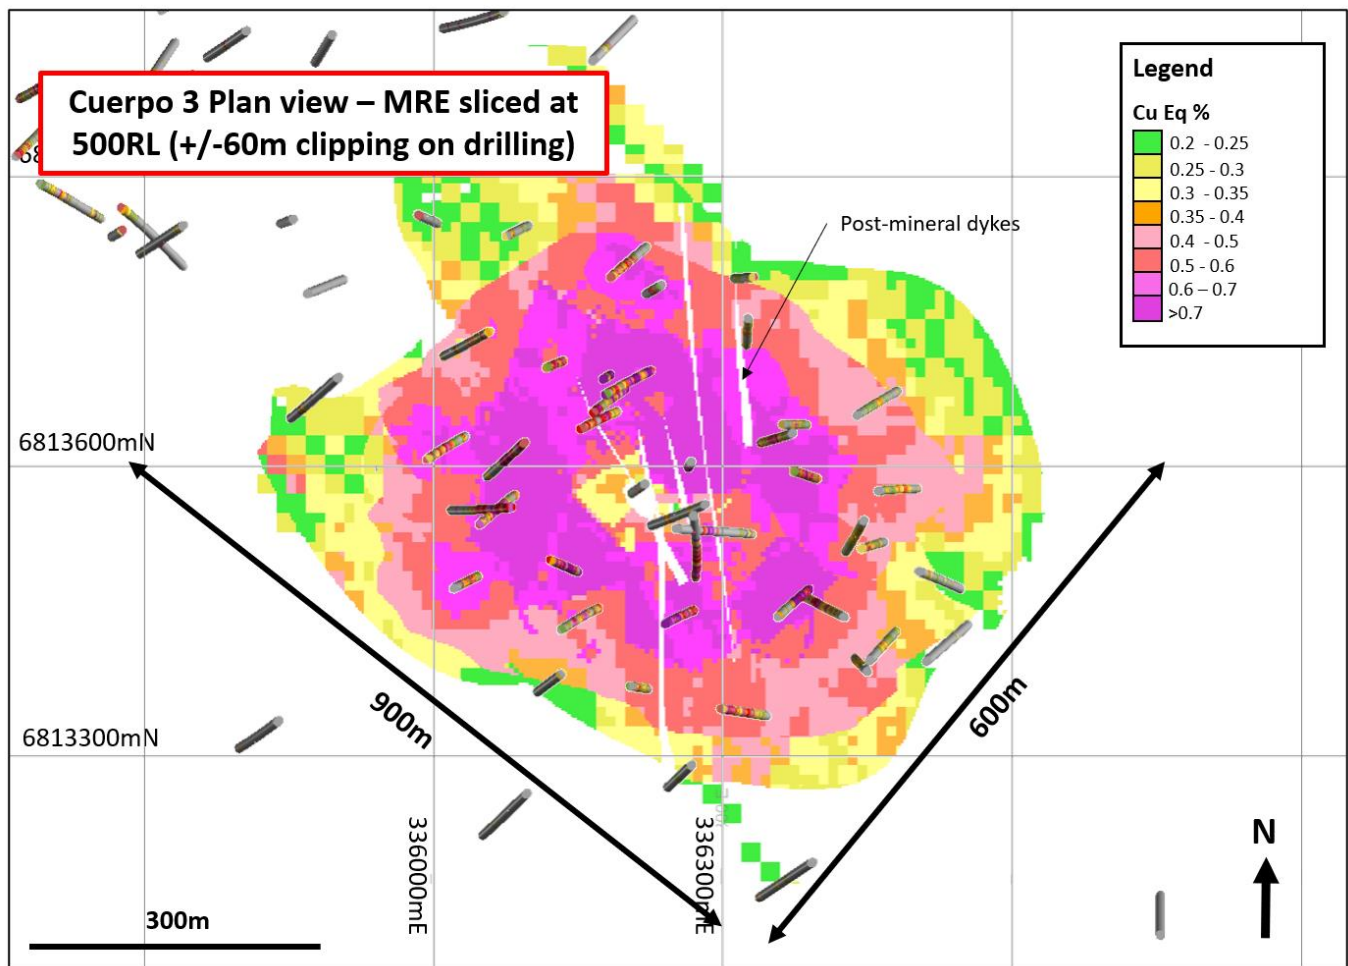 Cuerpo 3 Plan view – MRE sliced at
500RL (+/-60m clipping on drilling)
Legend
Cu Eq %
0.2 - 0.25
0.25 - 0.3
0.3 - 0.35
0.35 - 0.4
0.4 - 0.5
0.5 - 0.6
0.6 – 0.7
>0.7
Post-mineral dykes
6813600mN
6813300mN
900m
600m
336000mE
336300mE
N
300m